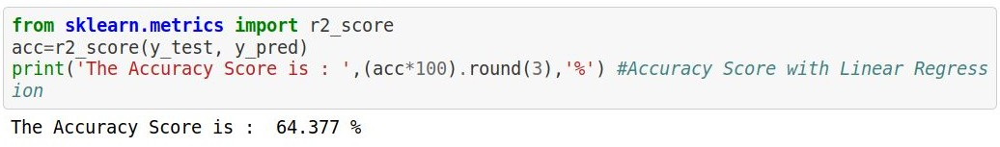 from sklearn.metrics import r2_score
acc=r2_score(y_test, y_pred)
print('The Accuracy Score is : ',(acc*100).round(3),'%') #Accuracy Score with Linear Regress
ion
The Accuracy Score is :  64.377 %